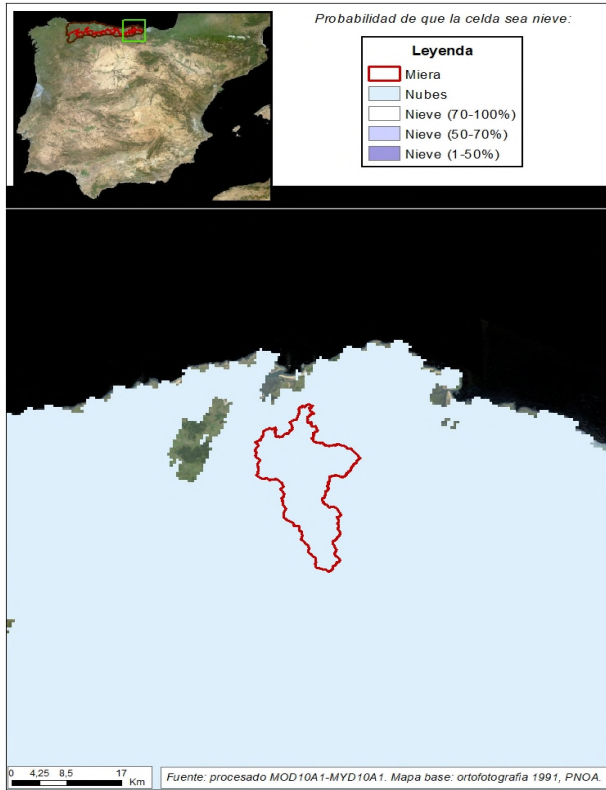 Probabilidad de que la celda sea nieve:
Leyenda
Miera
Nubes
Nieve (70-100%)
Nieve (50-70%)
Nieve (1-50%)
0 4,25 8,5 17
Km
Fuente: procesado MOD10A1-MYD10A1. Mapa base: ortofotografia 1991, PNOA.